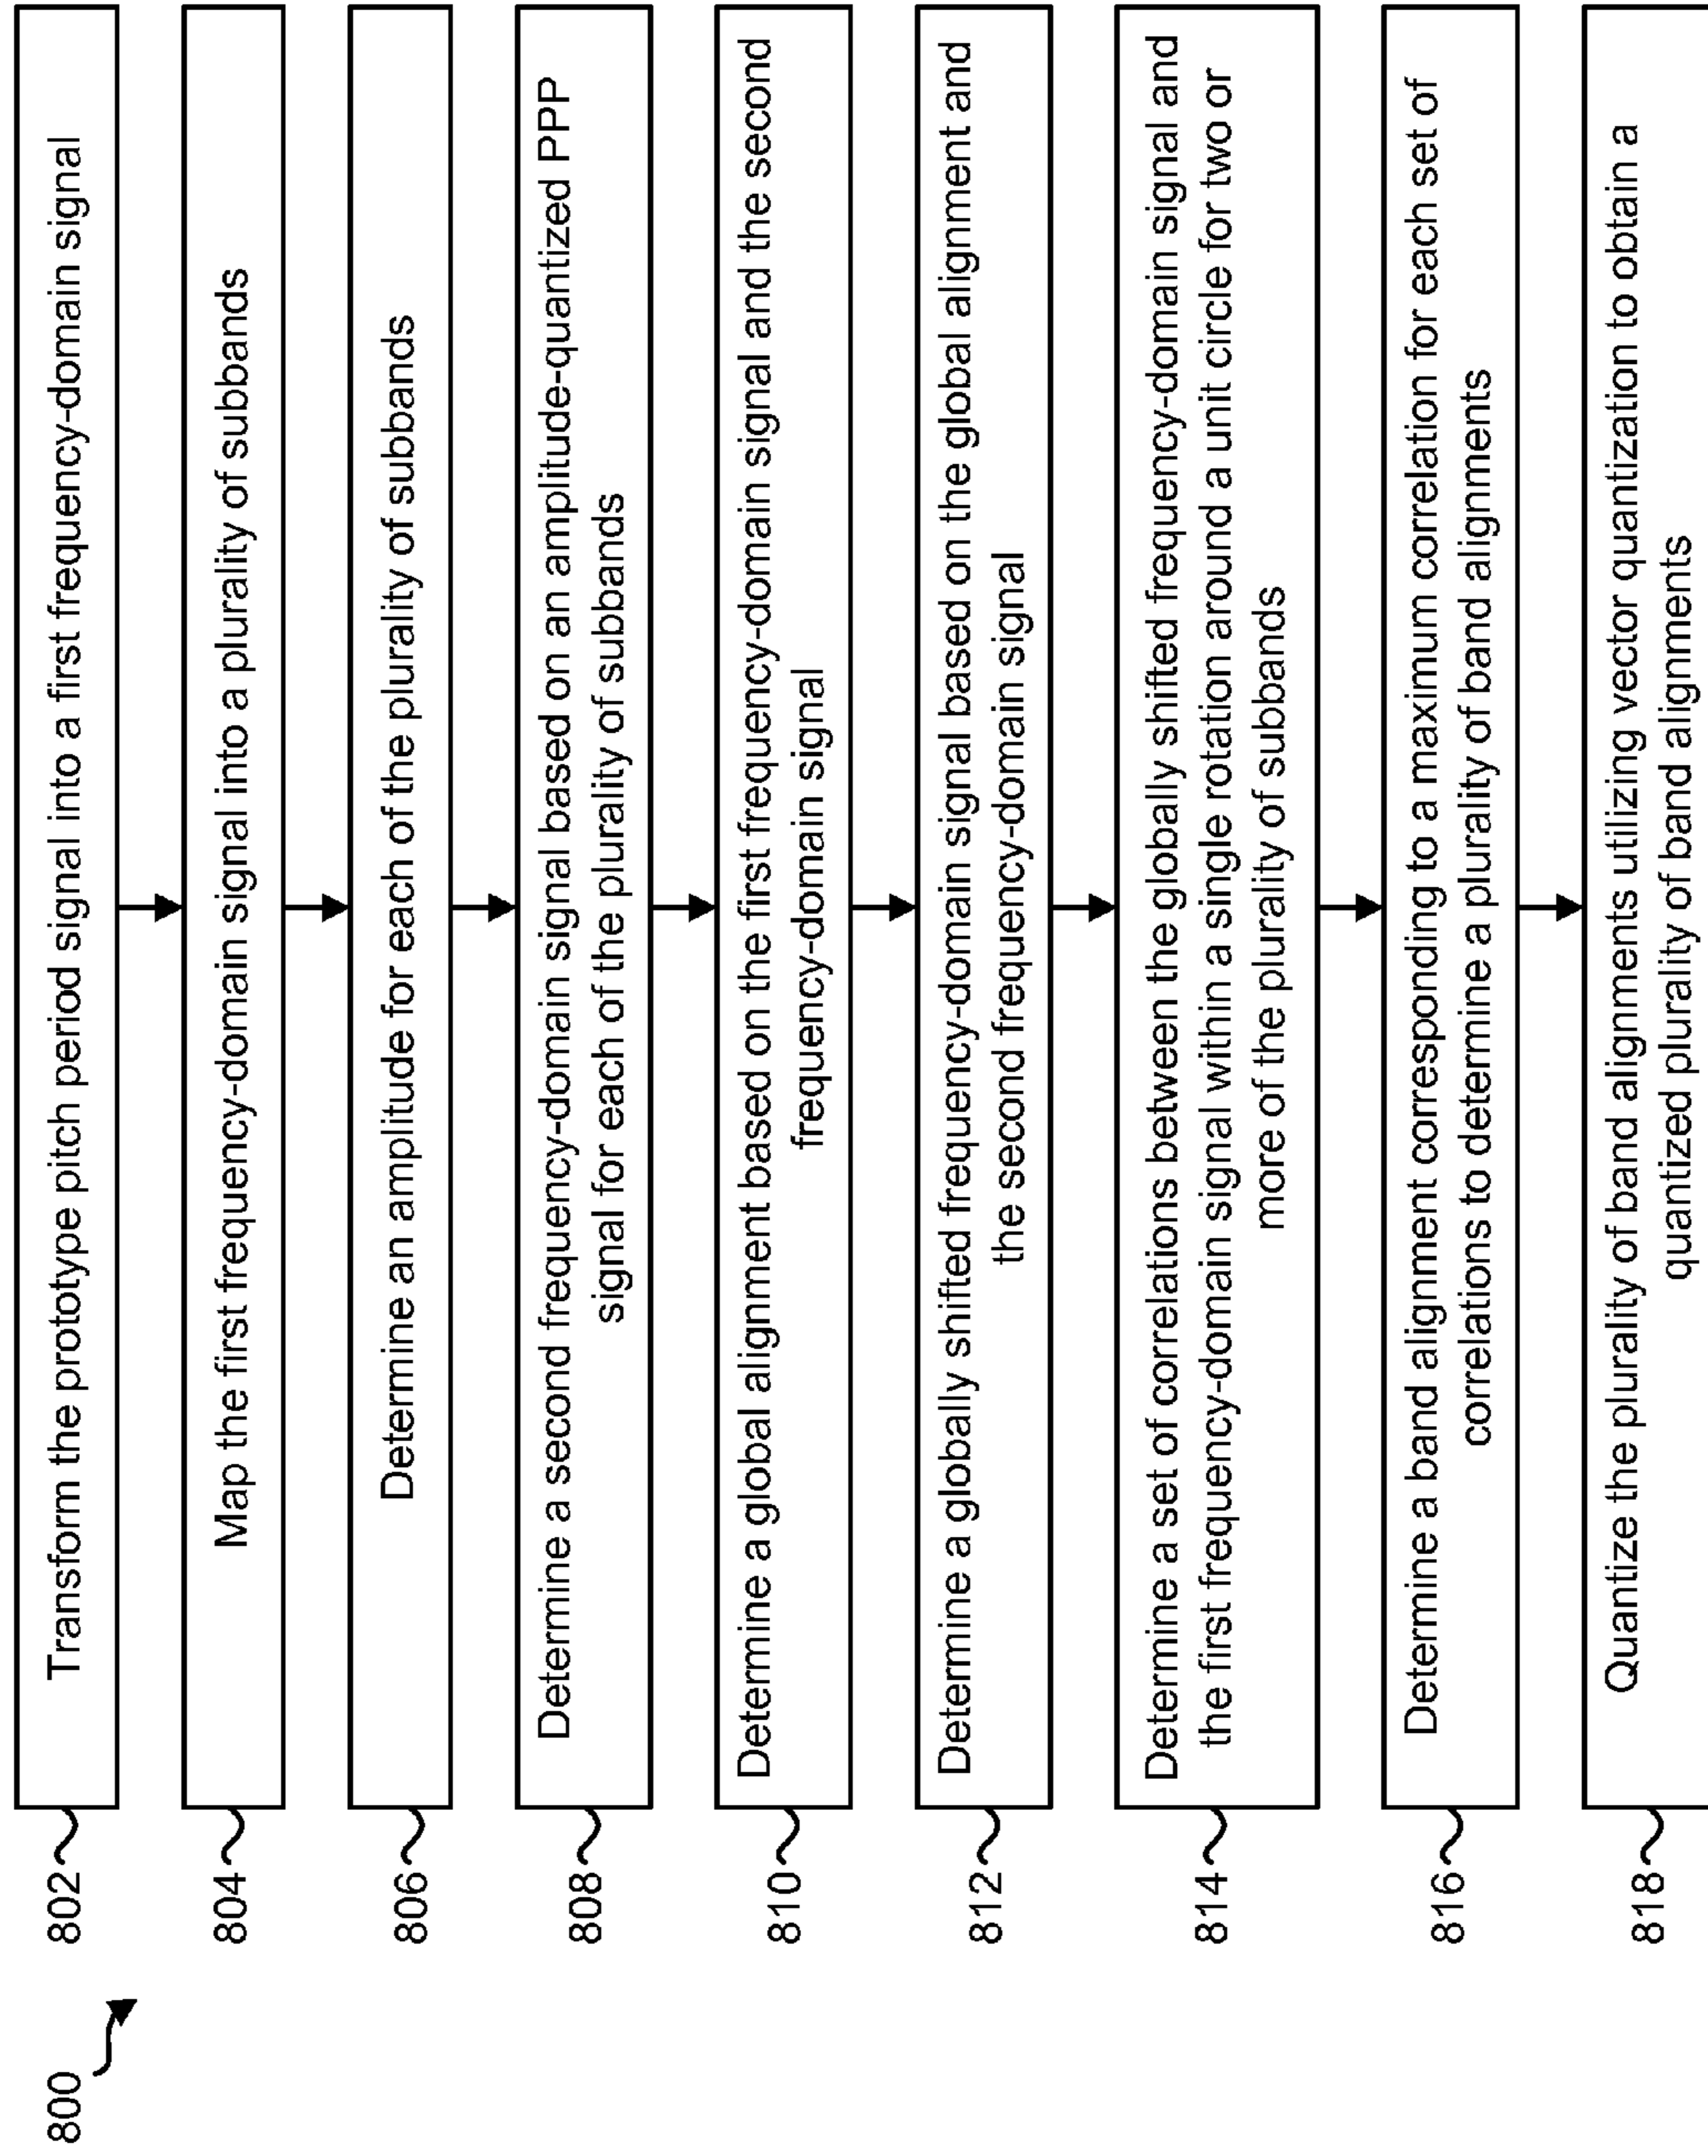 800
802
Transform the prototype pitch period signal into a first frequency-domain signal
804
Map the first frequency-domain signal into a plurality of subbands
806
Determine an amplitude for each of the plurality of subbands
808
Determine a second frequency-domain signal based on an amplitude-quantized PPP
signal for each of the plurality of subbands
810
Determine a global alignment based on the first frequency-domain signal and the second
frequency-domain signal
812
Determine a globally shifted frequency-domain signal based on the global alignment and
the second frequency-domain signal
814
Determine a set of correlations between the globally shifted frequency-domain signal and
the first frequency-domain signal within a single rotation around a unit circle for two or
more of the plurality of subbands
816
Determine a band alignment corresponding to a maximum correlation for each set of
correlations to determine a plurality of band alignments
818
Quantize the plurality of band alignments utilizing vector quantization to obtain a
quantized plurality of band alignments